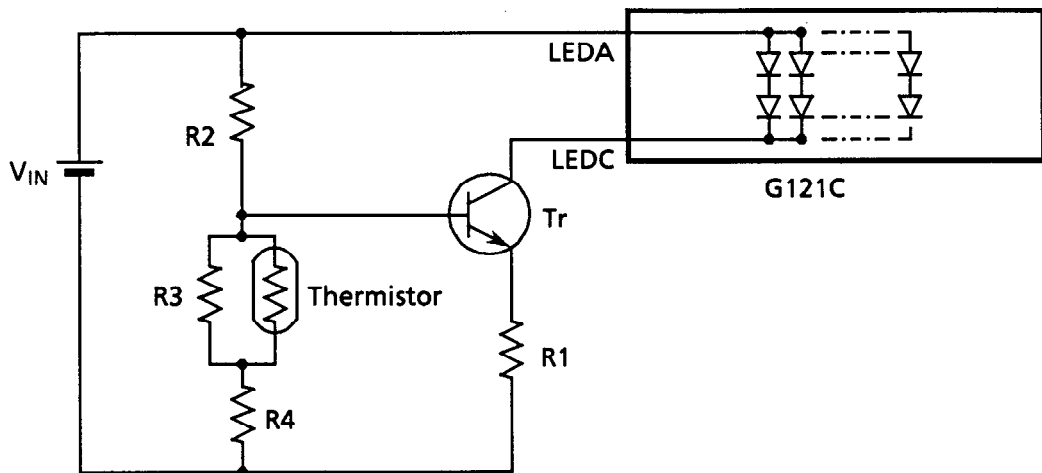 LEDA
R2
LEDC
G121C
VIN
Tr
R3
Thermistor
R1
R4